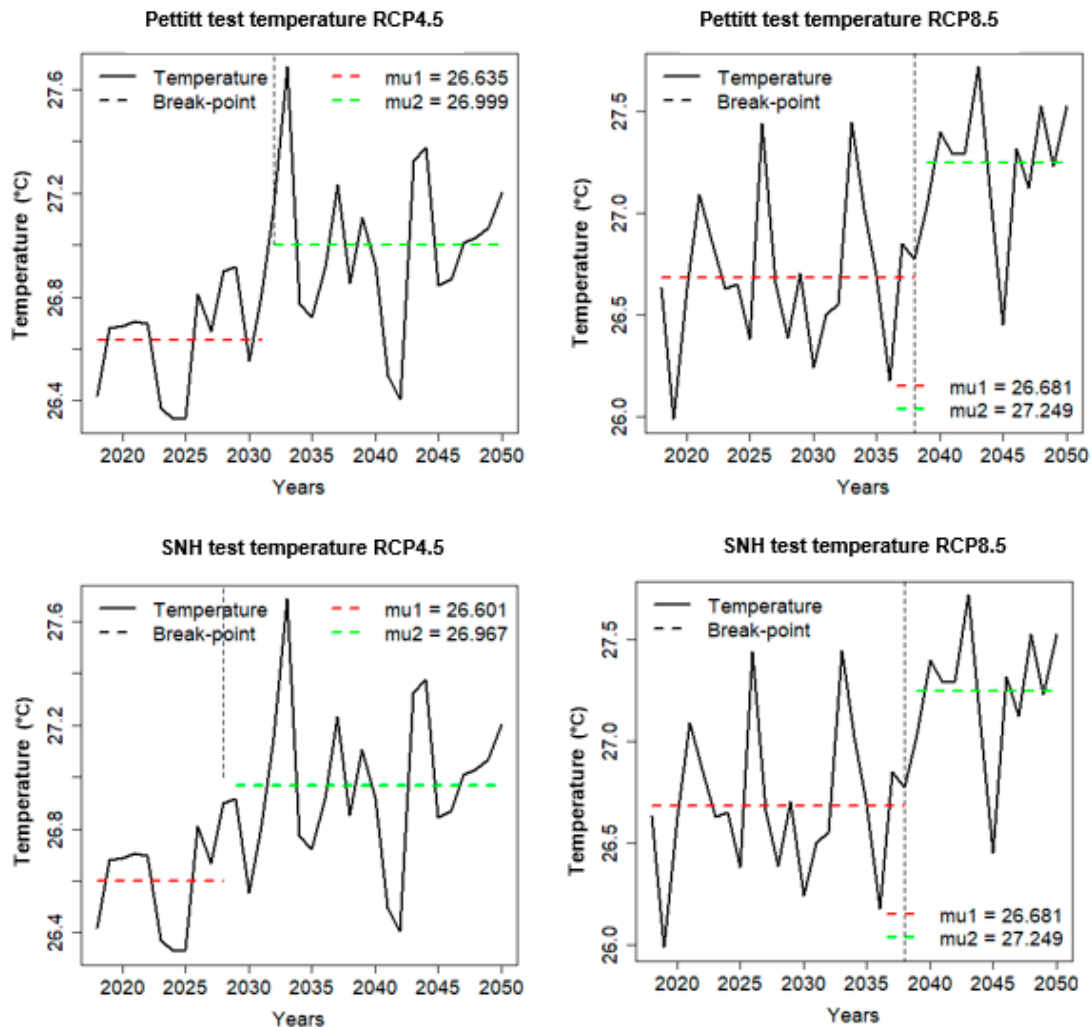 Pettitt test temperature RCP4.5
Temperature
Break-point
mu1 = 26.635
mu2 = 26.999
27.6
27.2
26.8
26.4
Temperature (°C)
2020 2025 2030 2035 2040 2045 2050
Years
Pettitt test temperature RCP8.5
Temperature
Break-point
27.5
27.0
26.5
26.0
Temperature (°C)
mu1 = 26.681
mu2 = 27.249
2020 2025 2030 2035 2040 2045 2050
Years
SNH test temperature RCP4.5
Temperature
Break-point
mu1 = 26.601
mu2 = 26.967
27.6
27.2
26.8
26.4
Temperature (°C)
2020 2025 2030 2035 2040 2045 2050
Years
SNH test temperature RCP8.5
Temperature
Break-point
27.5
27.0
26.5
26.0
Temperature (°C)
mu1 = 26.681
mu2 = 27.249
2020 2025 2030 2035 2040 2045 2050
Years